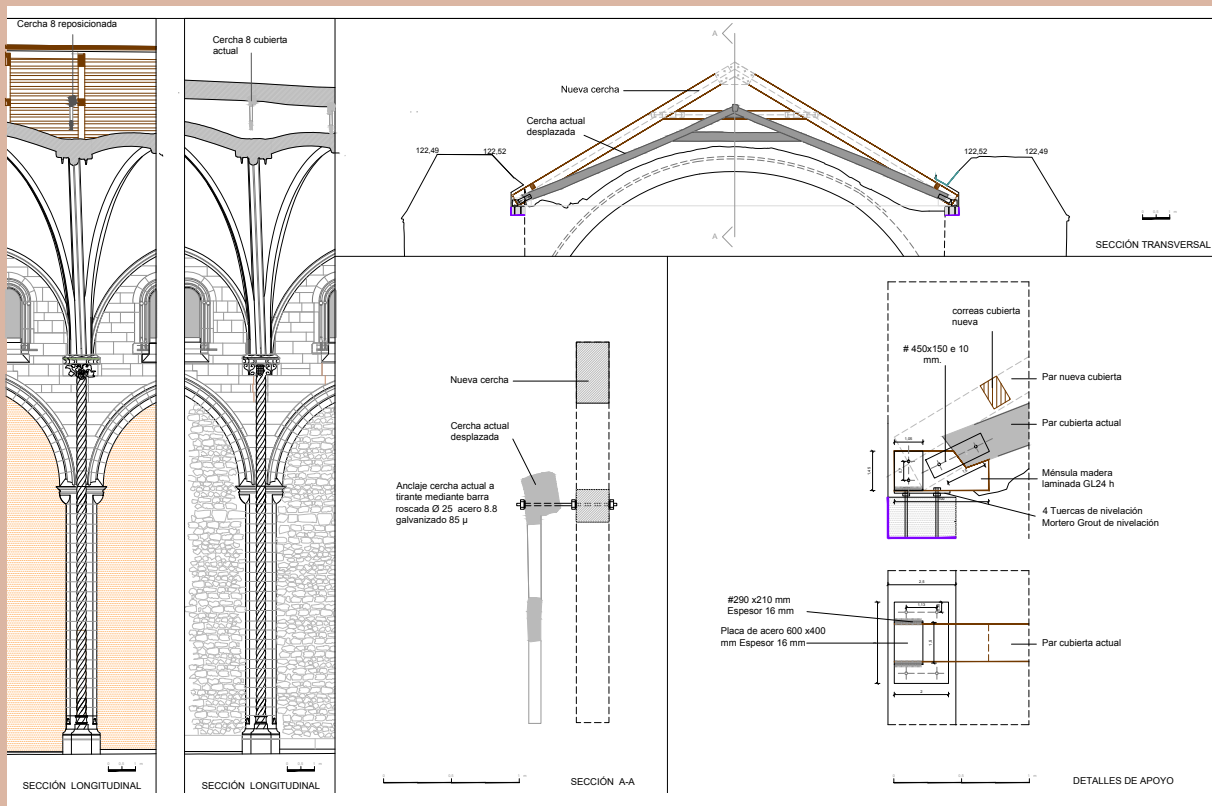 Cercha 8 reposicionada
SECCIÓN LONGITUDINAL
Cercha 8 cubierta
actual
SECCIÓN LONGITUDINAL
A
Nueva cercha
Cercha actual
desplazada
122,49
122,52
122,52
122,49
A
SECCIÓN TRANSVERSAL
Nueva cercha
Cercha actual
desplazada
Anclaje cercha actual a
tirante mediante barra
roscada Ø 25 acero 8.8
galvanizado 85 µ
SECCIÓN A-A
correas cubierta
nueva
# 450x150 e 10
mm.
Par nueva cubierta
Par cubierta actual
Ménsula madera
laminada GL24 h
4 Tuercas de nivelación
Mortero Grout de nivelación
#290 x210 mm
Espesor 16 mm
Placa de acero 600 x400
mm Espesor 16 mm
Par cubierta actual
2
DETALLES DE APOYO